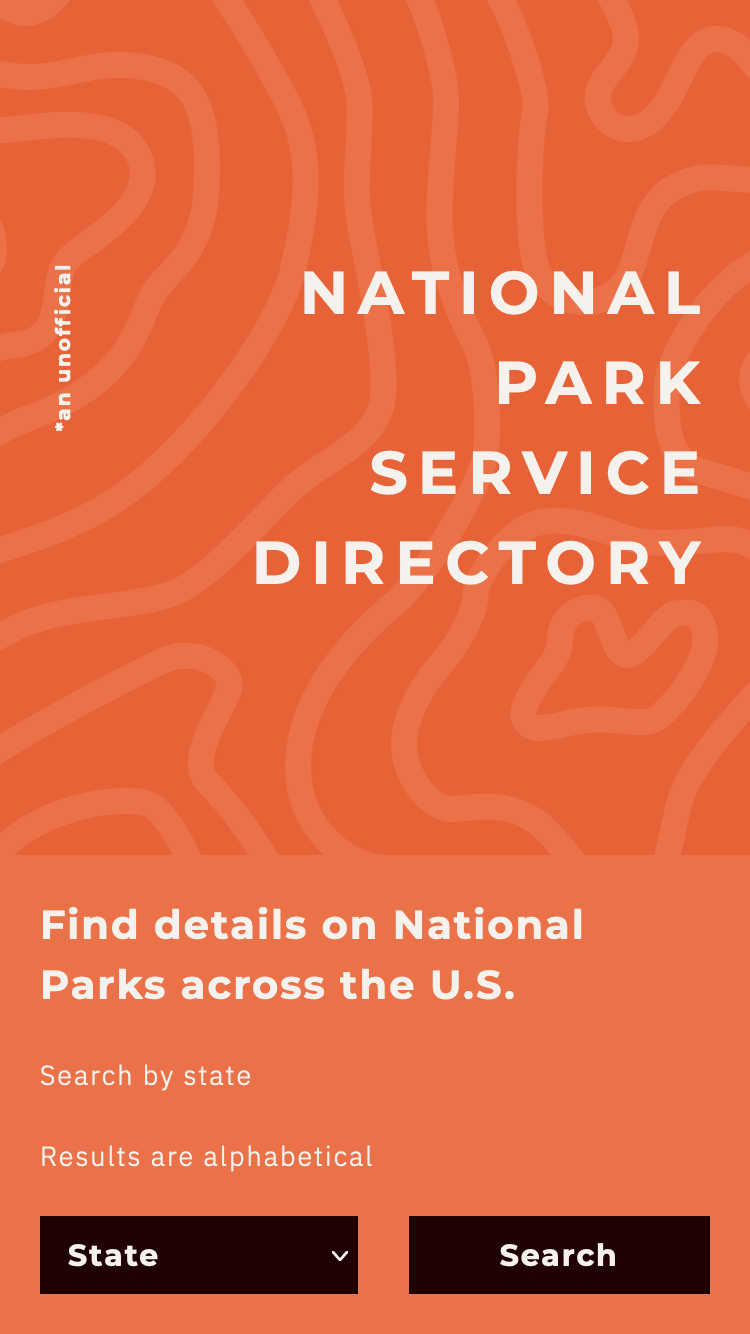 *an unofficial
NATIONAL
PARK
SERVICE
DIRECTORY
Find details on National
Parks across the U.S.
Search by state
Results are alphabetical
State
Search